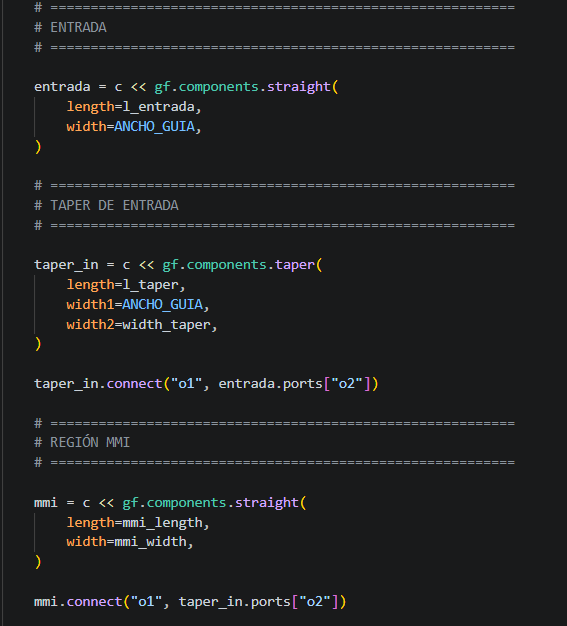 # ==========================================================
# ENTRADA
# ==========================================================
entrada = c << gf.components.straight(
length=l_entrada,
width=ANCHO_GUIA,
)
# ==========================================================
# TAPER DE ENTRADA
# ==========================================================
taper_in = c << gf.components.taper(
length=l_taper,
width1=ANCHO_GUIA,
width2=width_taper,
)
taper_in.connect("o1", entrada.ports["o2"])
# ==========================================================
# REGIÓN MMI
# ==========================================================
mmi = c << gf.components.straight(
length=mmi_length,
width=mmi_width,
)
mmi.connect("o1", taper_in.ports["o2"])